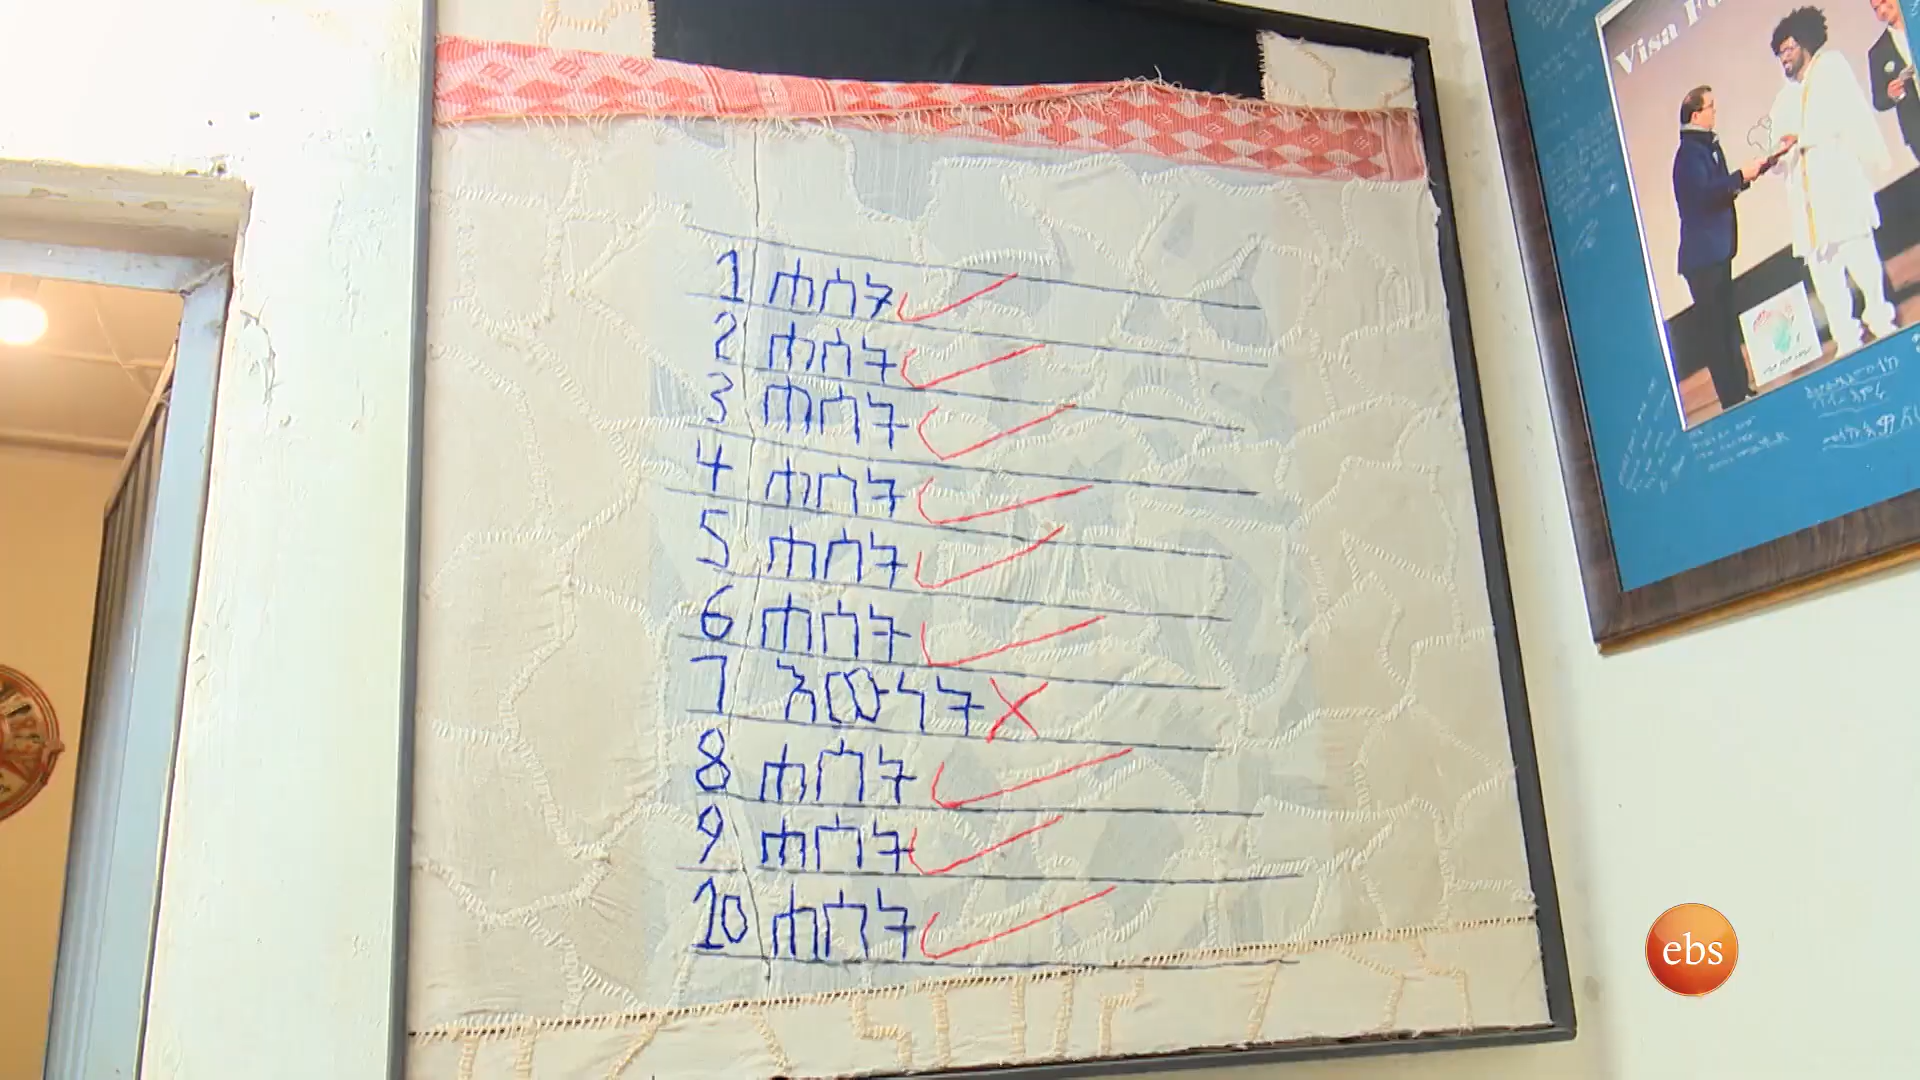 1 ሐሰት ✓
2 ሐሰት ✓
3 ሐሰት ✓
4 ሐሰት ✓
5 ሐሰት ✓
6 ሐሰት ✓
7 እውነት X
8 ሐሰት ✓
9 ሐሰት ✓
10 ሐሰት ✓
Visa
ebs